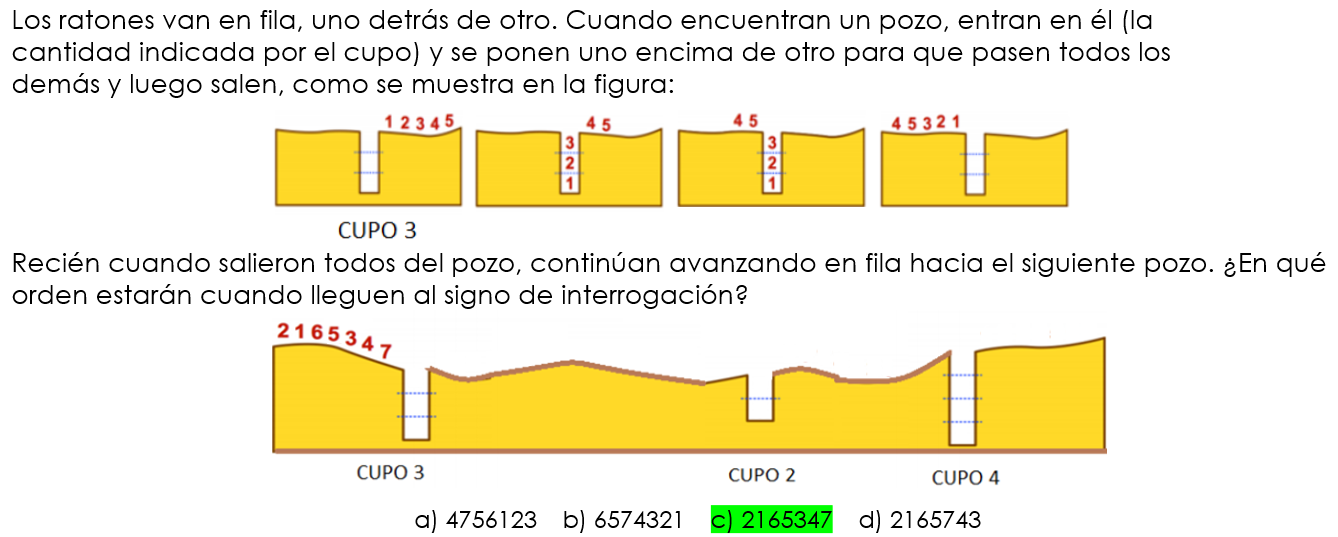 Los ratones van en fila, uno detrás de otro. Cuando encuentran un pozo, entran en él (la
cantidad indicada por el cupo) y se ponen uno encima de otro para que pasen todos los
demás y luego salen, como se muestra en la figura:
1 2 3 4 5
3
2
1
4 5
4 5
3
2
1
4 5 3 2 1
CUPO 3
Recién cuando salieron todos del pozo, continúan avanzando en fila hacia el siguiente pozo. ¿En qué
orden estarán cuando lleguen al signo de interrogación?
2 1 6 5 3 4 7
CUPO 3
CUPO 2
CUPO 4
a) 4756123 b) 6574321 c) 2165347 d) 2165743